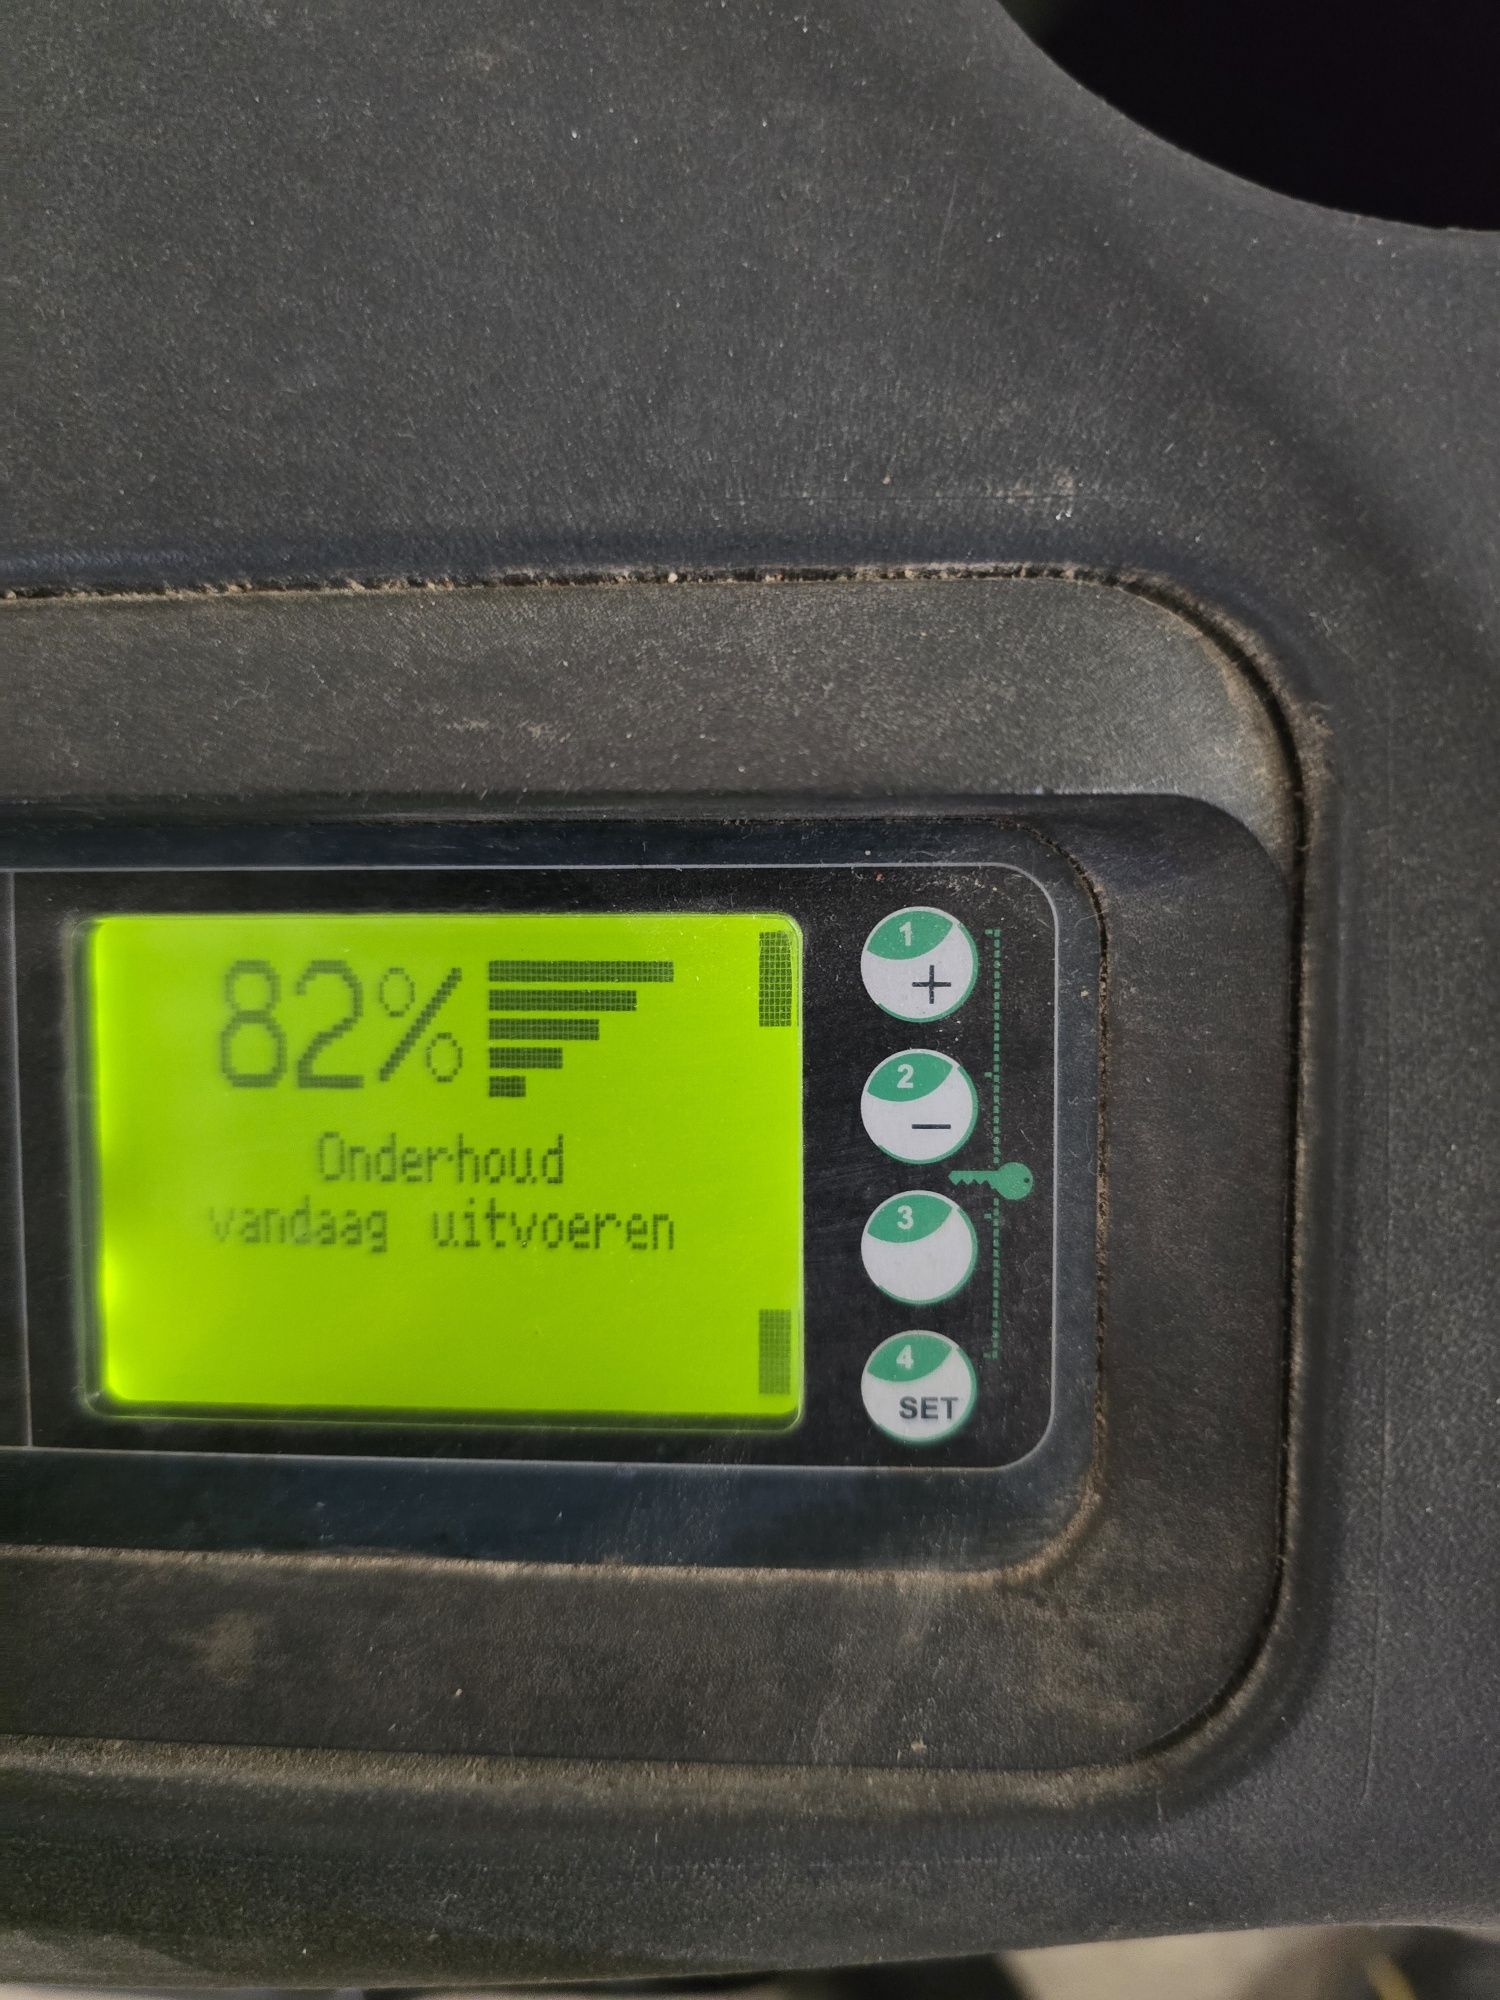 82%
Onderhoud
vandaag uitvoeren
1
+
2
−
3
4
SET